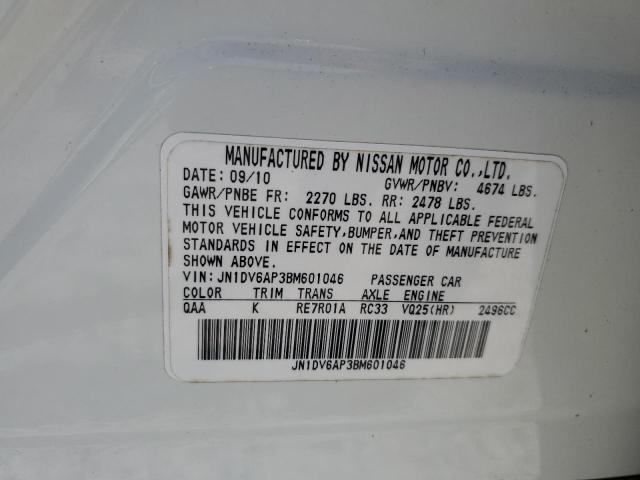 MANUFACTURED BY NISSAN MOTOR CO.,LTD.
DATE: 09/10 GVWR/PNBV: 4674 LBS.
GAWR/PNBE FR: 2270 LBS. RR: 2478 LBS.
THIS VEHICLE CONFORMS TO ALL APPLICABLE FEDERAL
MOTOR VEHICLE SAFETY,BUMPER,AND THEFT PREVENTION
STANDARDS IN EFFECT ON THE DATE OF MANUFACTURE
SHOWN ABOVE.
VIN: JN1DV6AP3BM601046 PASSENGER CAR
COLOR TRIM TRANS AXLE ENGINE
QAA K RE7R01A RC33 VQ25(HR) 2496CC
JN1DV6AP3BM601046